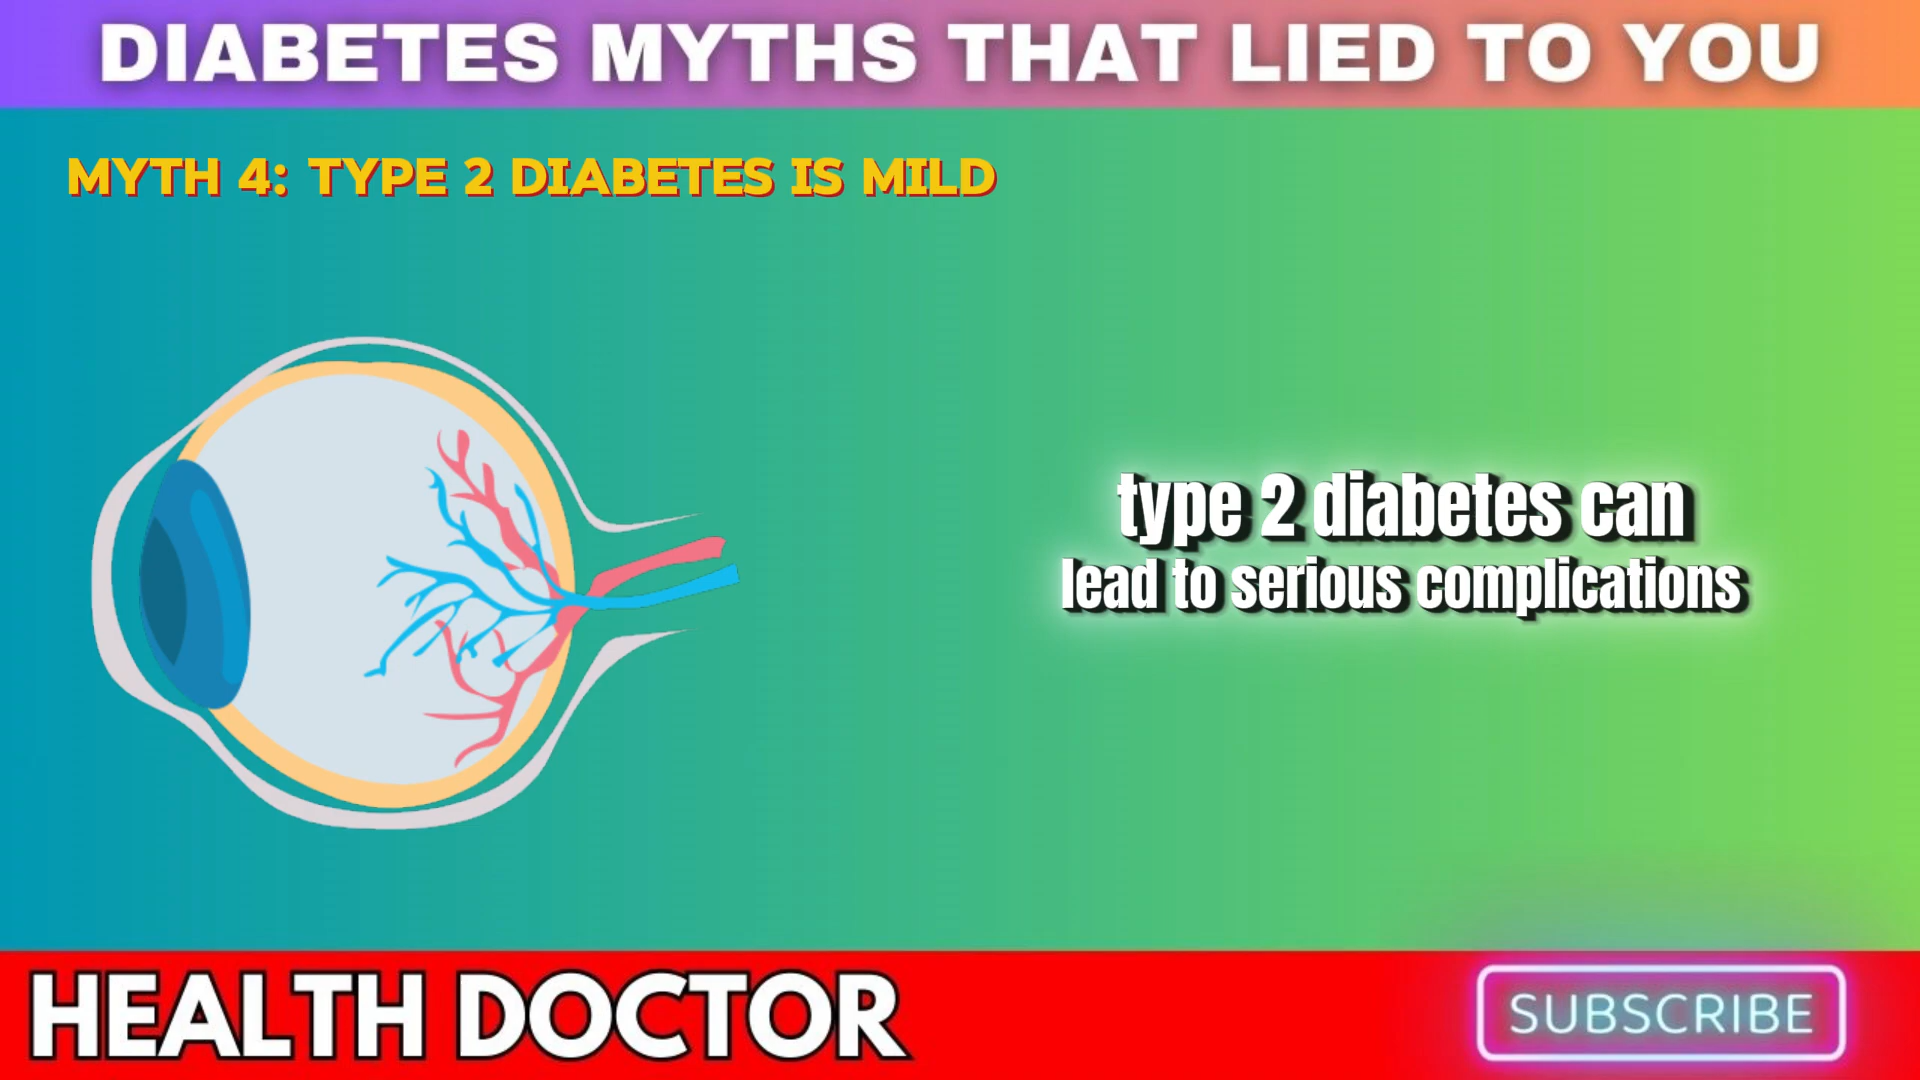 DIABETES MYTHS THAT LIED TO YOU
MYTH 4: TYPE 2 DIABETES IS MILD
type 2 diabetes can
lead to serious complications
HEALTH DOCTOR
SUBSCRIBE